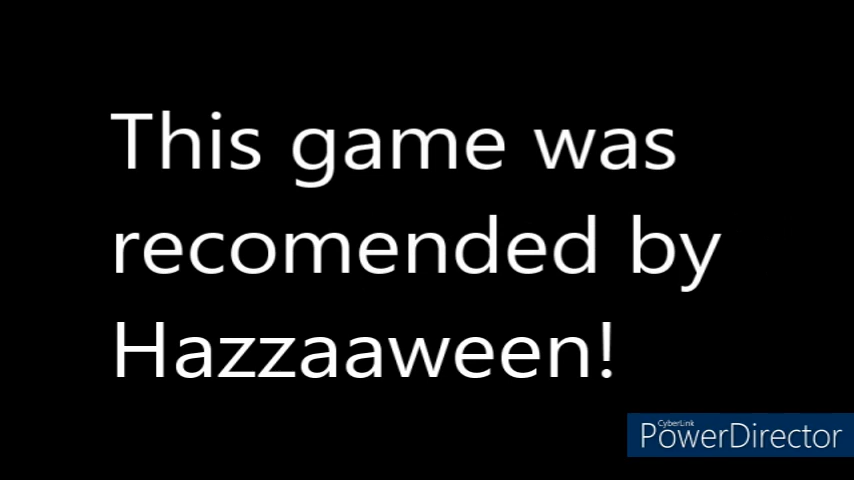 This game was
recomended by
Hazzaaween!
CyberLink
PowerDirector